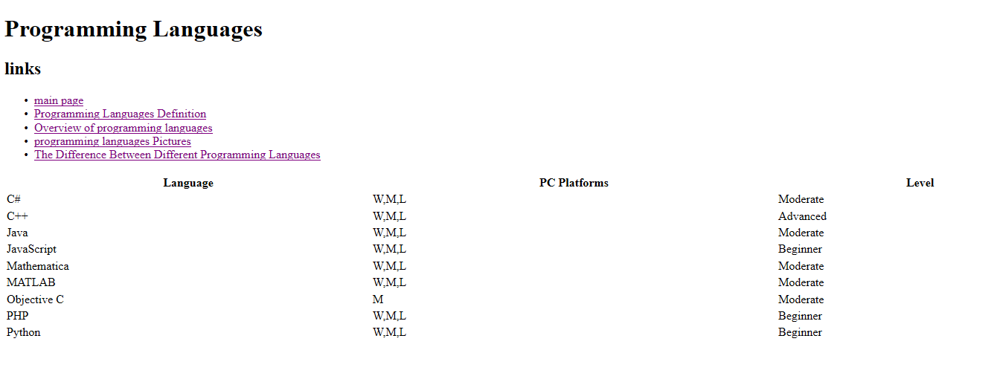 Programming Languages
links
main page
Programming Languages Definition
Overview of programming languages
programming languages Pictures
The Difference Between Different Programming Languages
Language PC Platforms Level
C# W,M,L Moderate
C++ W,M,L Advanced
Java W,M,L Moderate
JavaScript W,M,L Beginner
Mathematica W,M,L Moderate
MATLAB W,M,L Moderate
Objective C M Moderate
PHP W,M,L Beginner
Python W,M,L Beginner